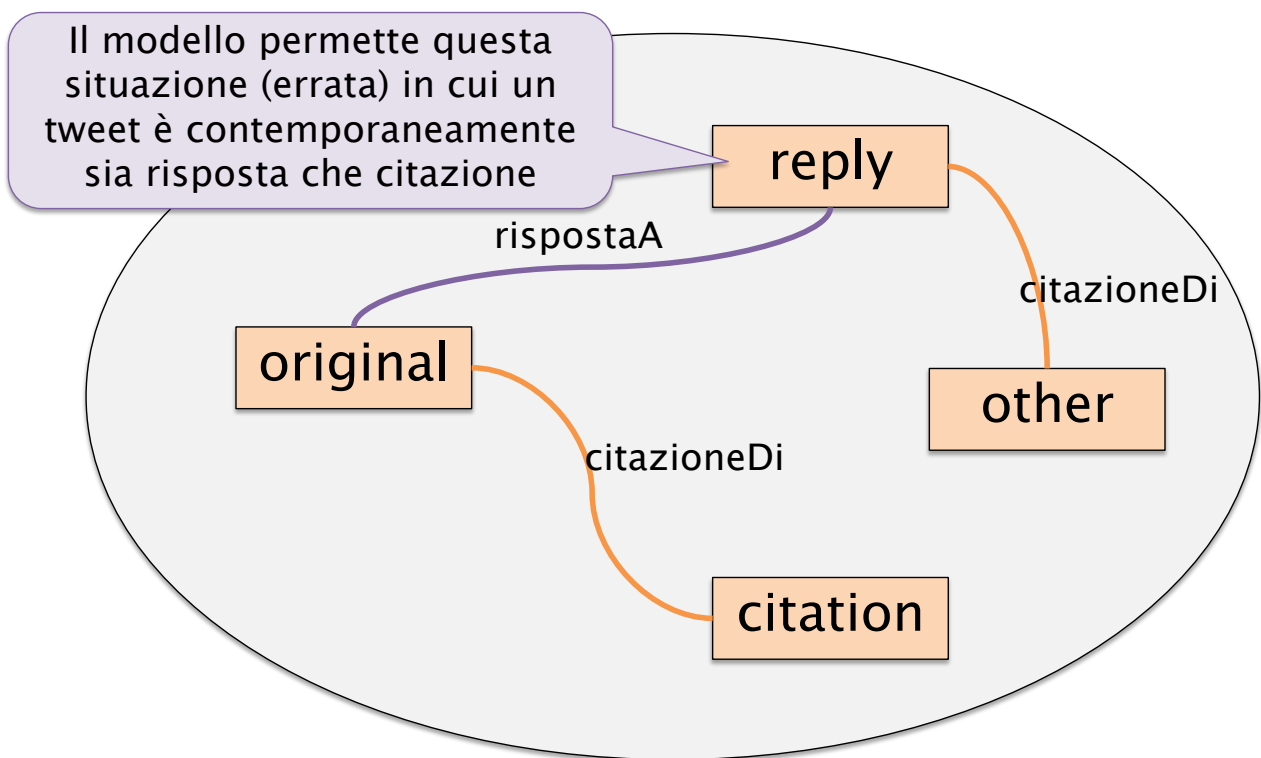 Il modello permette questa
situazione (errata) in cui un
tweet è contemporaneamente
sia risposta che citazione
reply
rispostaA
citazioneDi
original
other
citazioneDi
citation